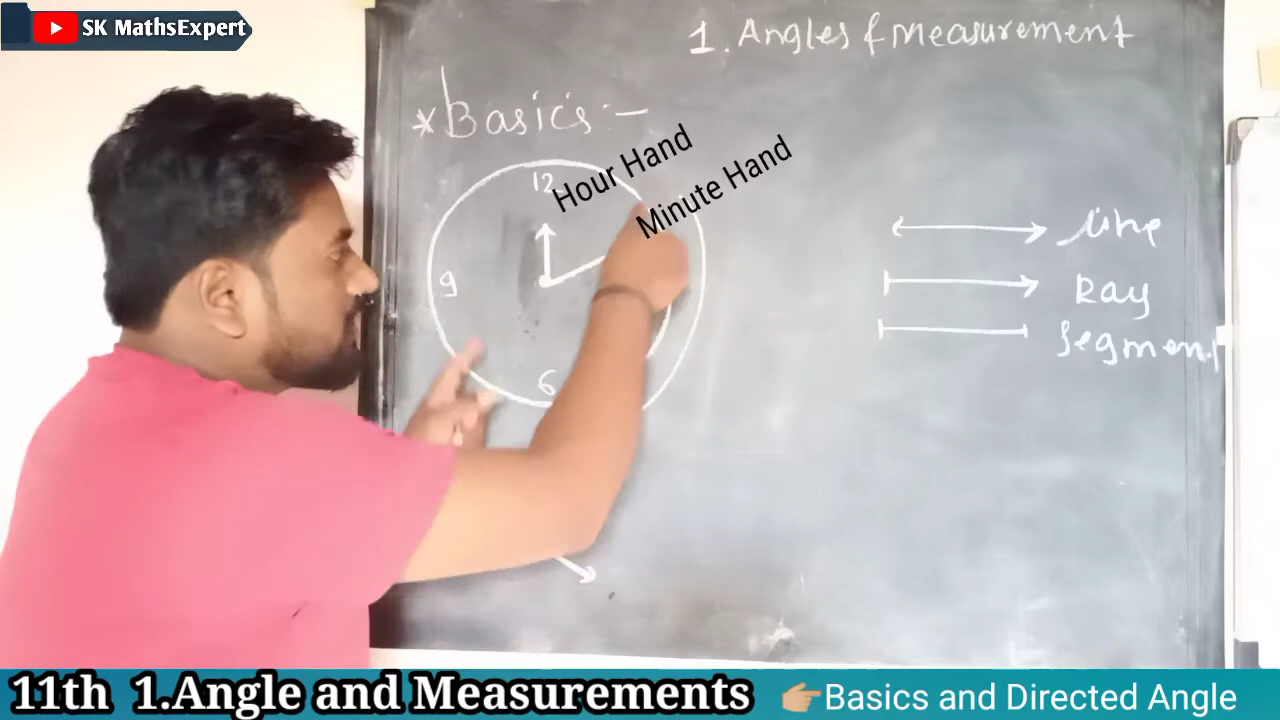 SK MathsExpert
1. Angles & Measurement
* Basics :-
Hour Hand
Minute Hand
12
9
6
Line
Ray
Segment
11th 1.Angle and Measurements
Basics and Directed Angle